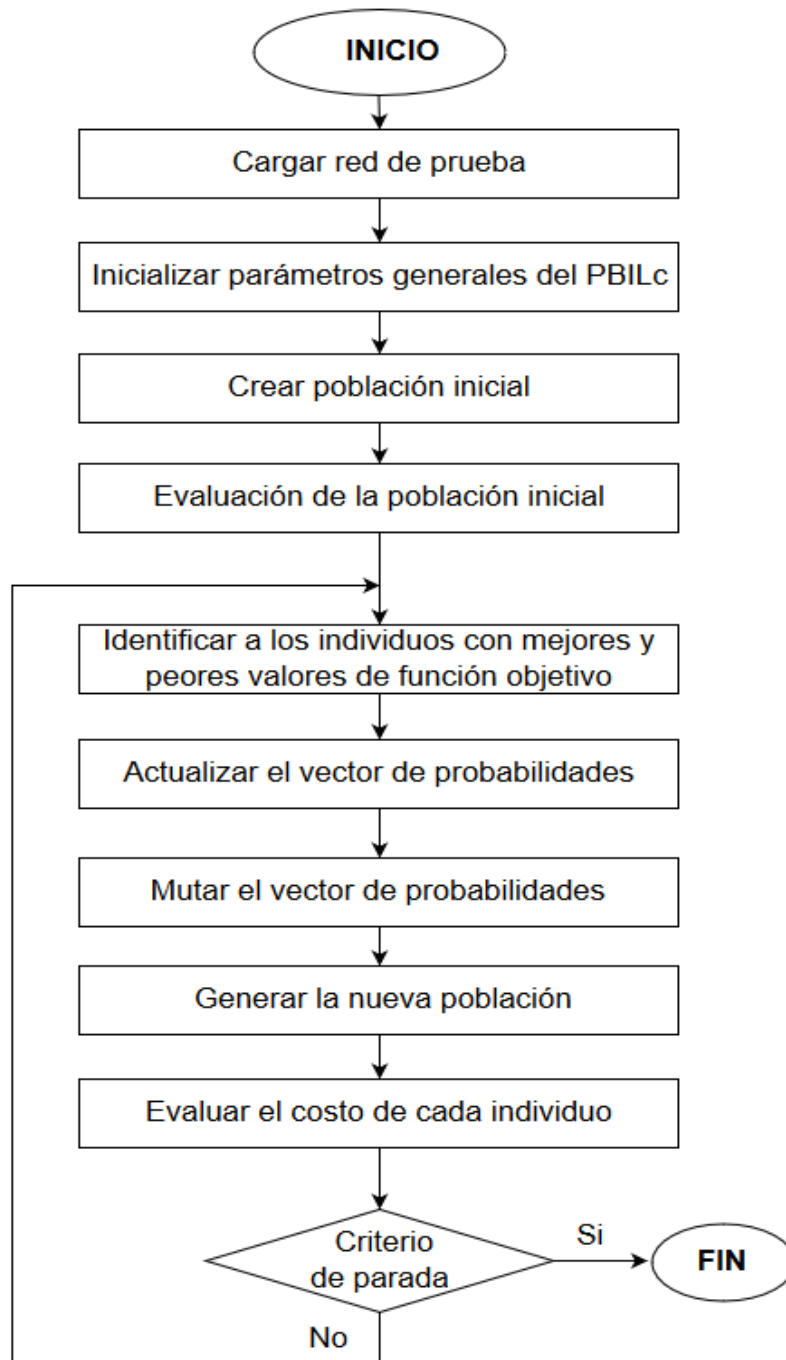 INICIO
Cargar red de prueba
Inicializar parámetros generales del PBILc
Crear población inicial
Evaluación de la población inicial
Identificar a los individuos con mejores y
peores valores de función objetivo
Actualizar el vector de probabilidades
Mutar el vector de probabilidades
Generar la nueva población
Evaluar el costo de cada individuo
Criterio
de parada
Si
FIN
No